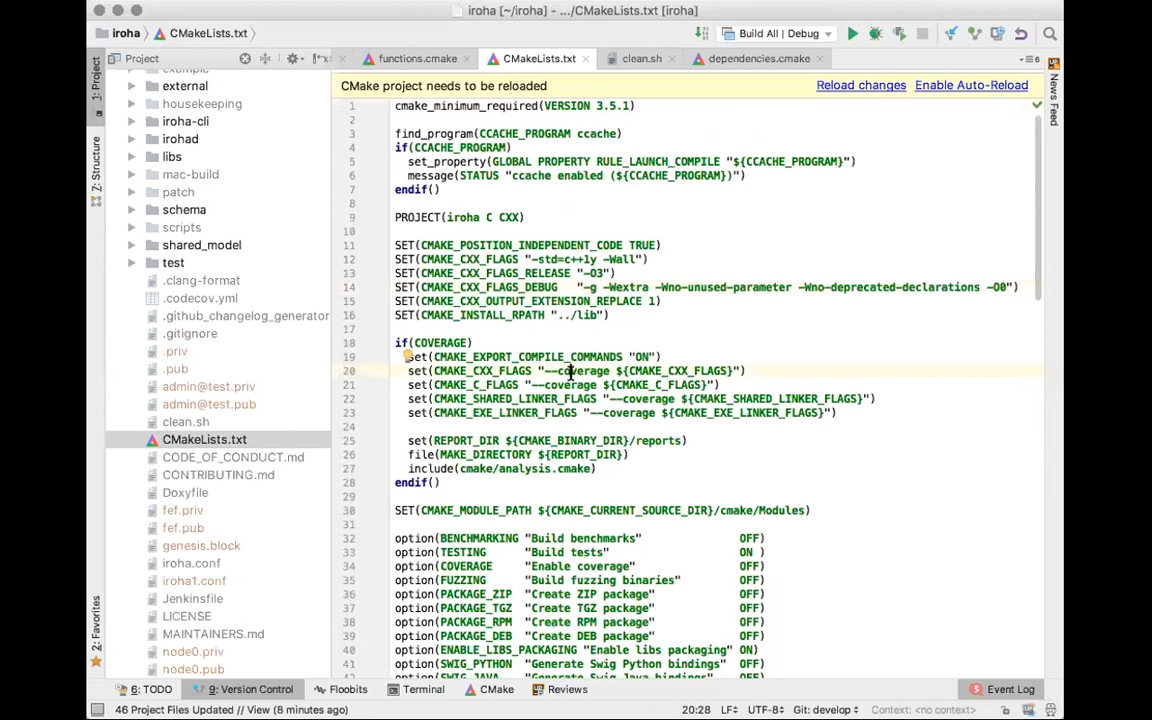 iroha [~/iroha] - .../CMakeLists.txt [iroha]
iroha
CMakeLists.txt
Build All | Debug
1: Project
Project
functions.cmake
CMakeLists.txt
clean.sh
dependencies.cmake
CMake project needs to be reloaded
Reload changes
Enable Auto-Reload
News Feed
7: Structure
2: Favorites
external
housekeeping
iroha-cli
irohad
libs
mac-build
patch
schema
scripts
shared_model
test
.clang-format
.codecov.yml
.github_changelog_generator
.gitignore
.priv
.pub
admin@test.priv
admin@test.pub
clean.sh
CMakeLists.txt
CODE_OF_CONDUCT.md
CONTRIBUTING.md
Doxyfile
fef.priv
fef.pub
genesis.block
iroha.conf
iroha1.conf
Jenkinsfile
LICENSE
MAINTAINERS.md
node0.priv
node0.pub
1 cmake_minimum_required(VERSION 3.5.1)
2
3 find_program(CCACHE_PROGRAM ccache)
4 if(CCACHE_PROGRAM)
5 set_property(GLOBAL PROPERTY RULE_LAUNCH_COMPILE "${CCACHE_PROGRAM}")
6 message(STATUS "ccache enabled (${CCACHE_PROGRAM})")
7 endif()
8
9 PROJECT(iroha C CXX)
10
11 SET(CMAKE_POSITION_INDEPENDENT_CODE TRUE)
12 SET(CMAKE_CXX_FLAGS "-std=c++1y -Wall")
13 SET(CMAKE_CXX_FLAGS_RELEASE "-O3")
14 SET(CMAKE_CXX_FLAGS_DEBUG "-g -Wextra -Wno-unused-parameter -Wno-deprecated-declarations -O0")
15 SET(CMAKE_CXX_OUTPUT_EXTENSION_REPLACE 1)
16 SET(CMAKE_INSTALL_RPATH "../lib")
17
18 if(COVERAGE)
19 set(CMAKE_EXPORT_COMPILE_COMMANDS "ON")
20 set(CMAKE_CXX_FLAGS "--coverage ${CMAKE_CXX_FLAGS}")
21 set(CMAKE_C_FLAGS "--coverage ${CMAKE_C_FLAGS}")
22 set(CMAKE_SHARED_LINKER_FLAGS "--coverage ${CMAKE_SHARED_LINKER_FLAGS}")
23 set(CMAKE_EXE_LINKER_FLAGS "--coverage ${CMAKE_EXE_LINKER_FLAGS}")
24
25 set(REPORT_DIR ${CMAKE_BINARY_DIR}/reports)
26 file(MAKE_DIRECTORY ${REPORT_DIR})
27 include(cmake/analysis.cmake)
28 endif()
29
30 SET(CMAKE_MODULE_PATH ${CMAKE_CURRENT_SOURCE_DIR}/cmake/Modules)
31
32 option(BENCHMARKING "Build benchmarks" OFF)
33 option(TESTING "Build tests" ON )
34 option(COVERAGE "Enable coverage" OFF)
35 option(FUZZING "Build fuzzing binaries" OFF)
36 option(PACKAGE_ZIP "Create ZIP package" OFF)
37 option(PACKAGE_TGZ "Create TGZ package" OFF)
38 option(PACKAGE_RPM "Create RPM package" OFF)
39 option(PACKAGE_DEB "Create DEB package" OFF)
40 option(ENABLE_LIBS_PACKAGING "Enable libs packaging" ON)
41 option(SWIG_PYTHON "Generate Swig Python bindings" OFF)
6: TODO
9: Version Control
Floobits
Terminal
CMake
Reviews
Event Log
46 Project Files Updated // View (8 minutes ago)
20:28
LF
UTF-8
Git: develop
Context: <no context>